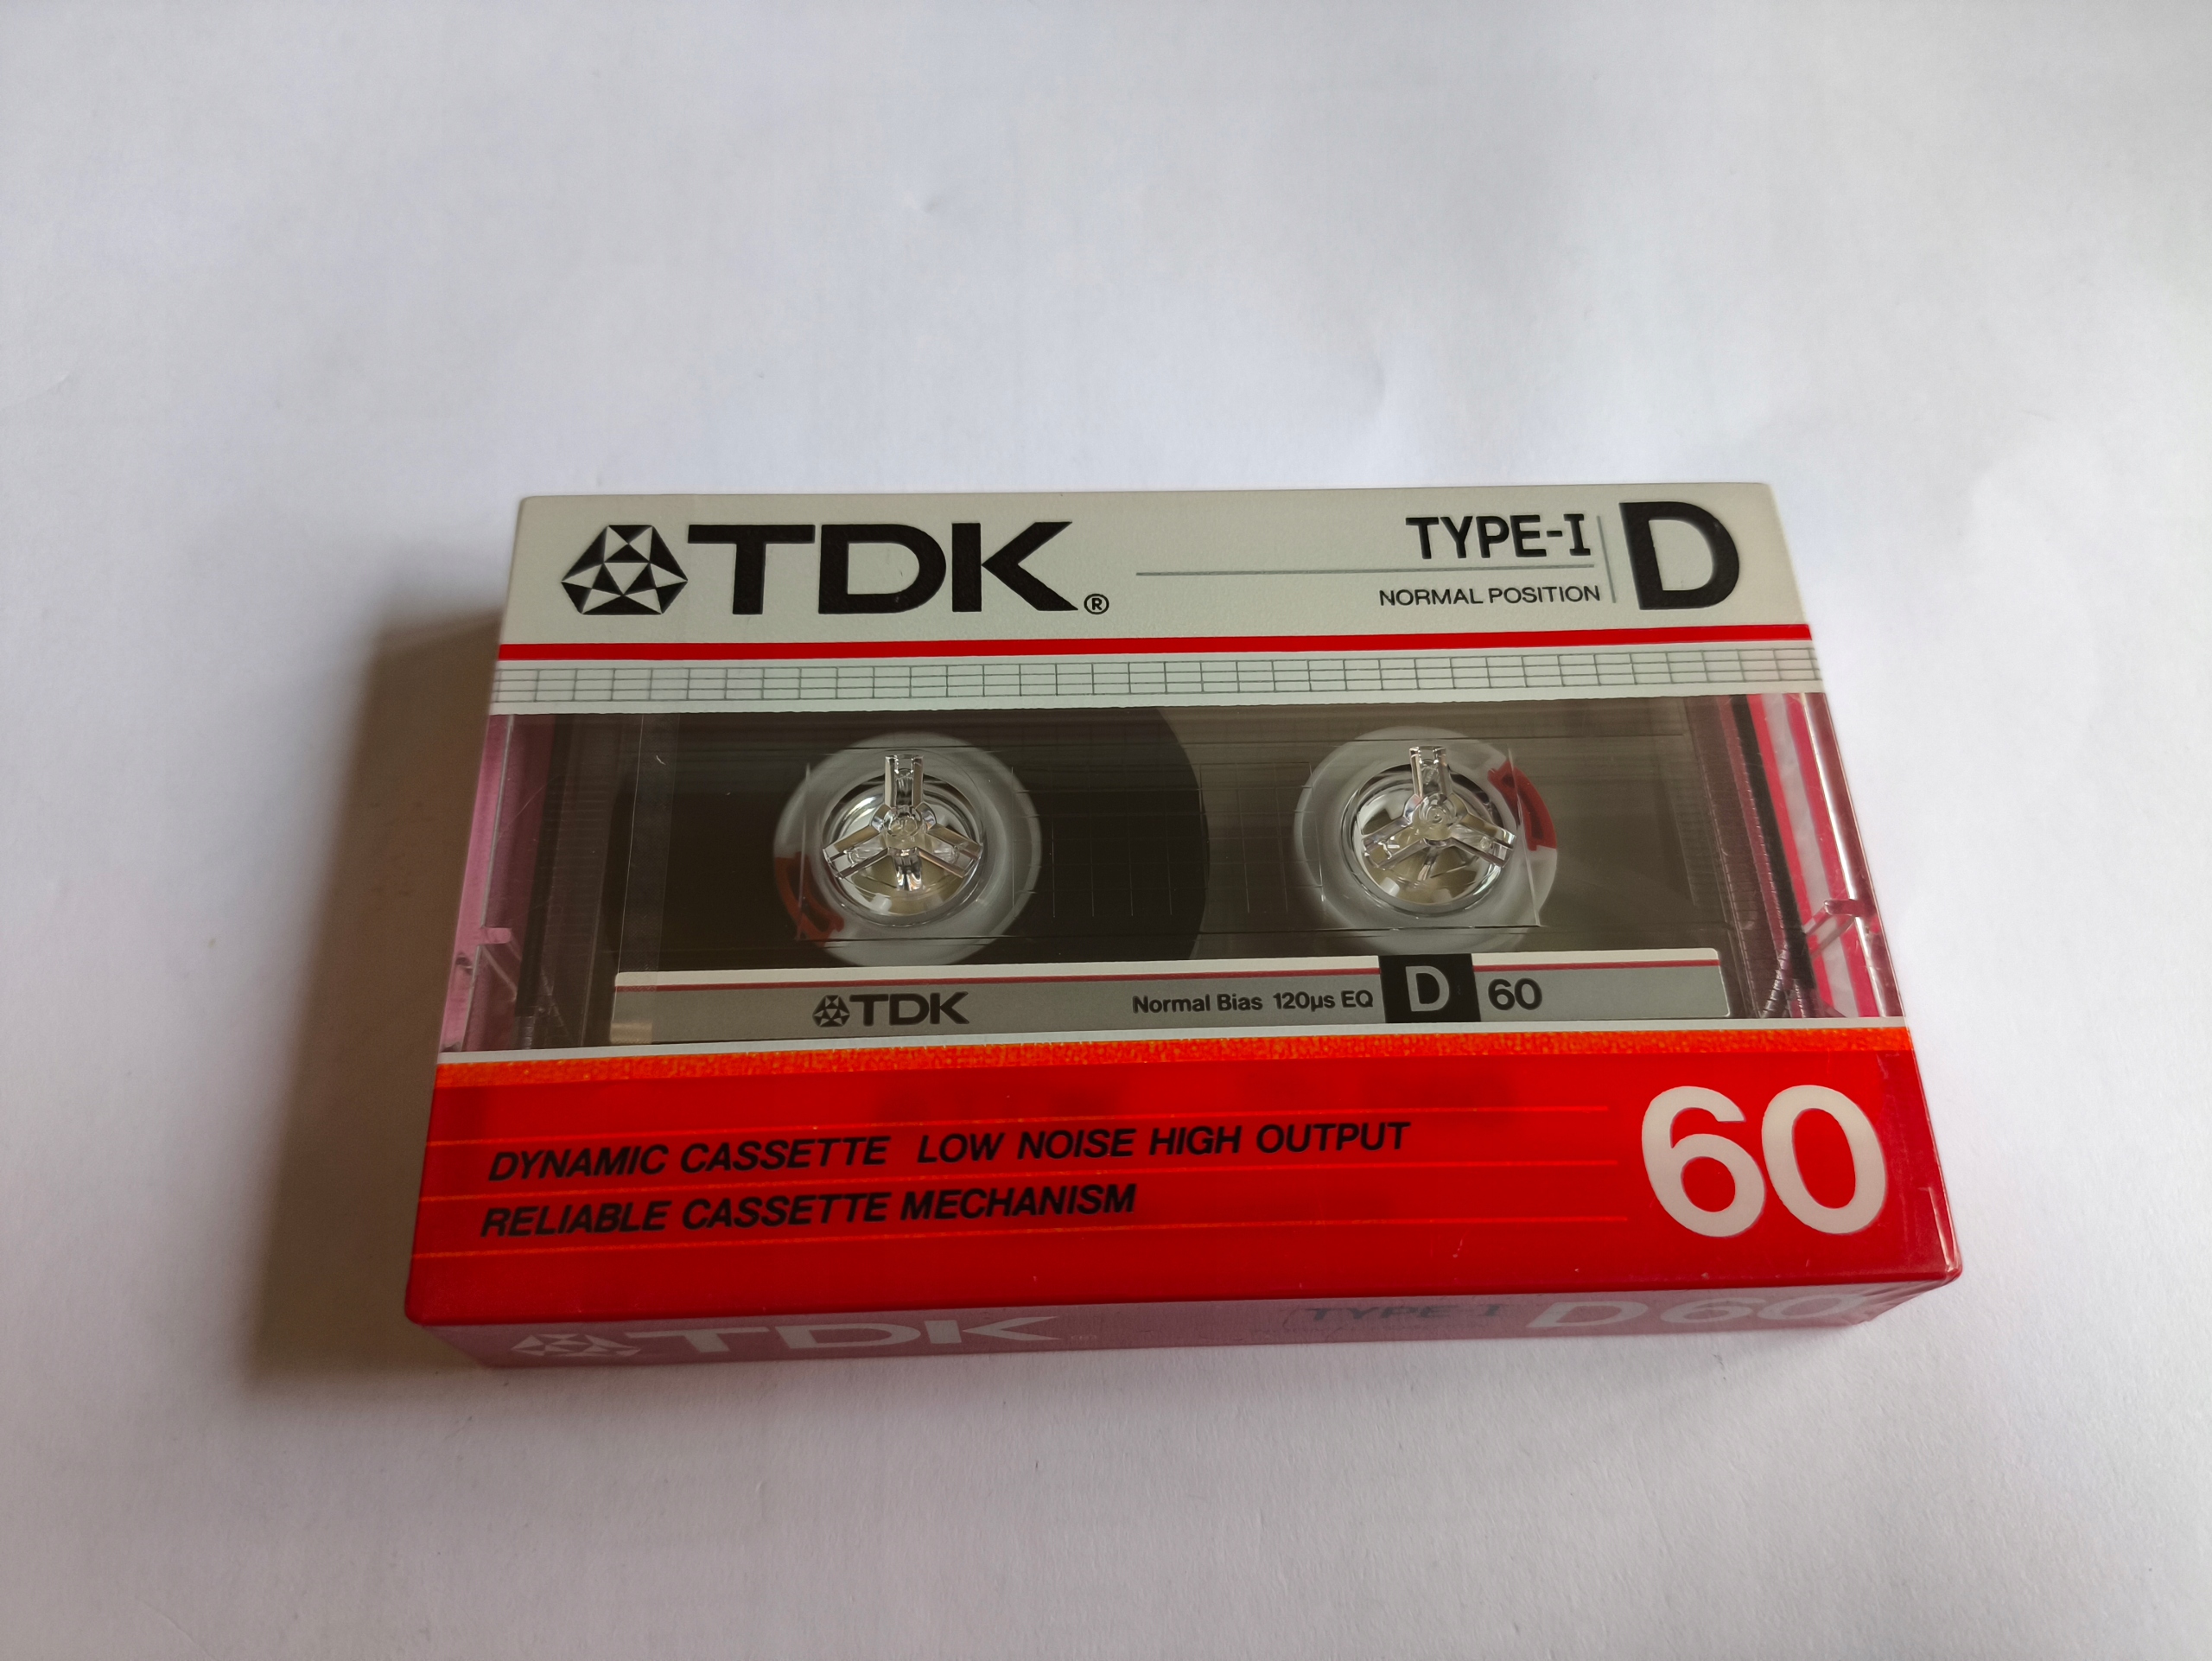 TDK®
TYPE-I
NORMAL POSITION
D
TDK Normal Bias 120µs EQ D 60
DYNAMIC CASSETTE LOW NOISE HIGH OUTPUT
RELIABLE CASSETTE MECHANISM
60
TDK TYPE I D60